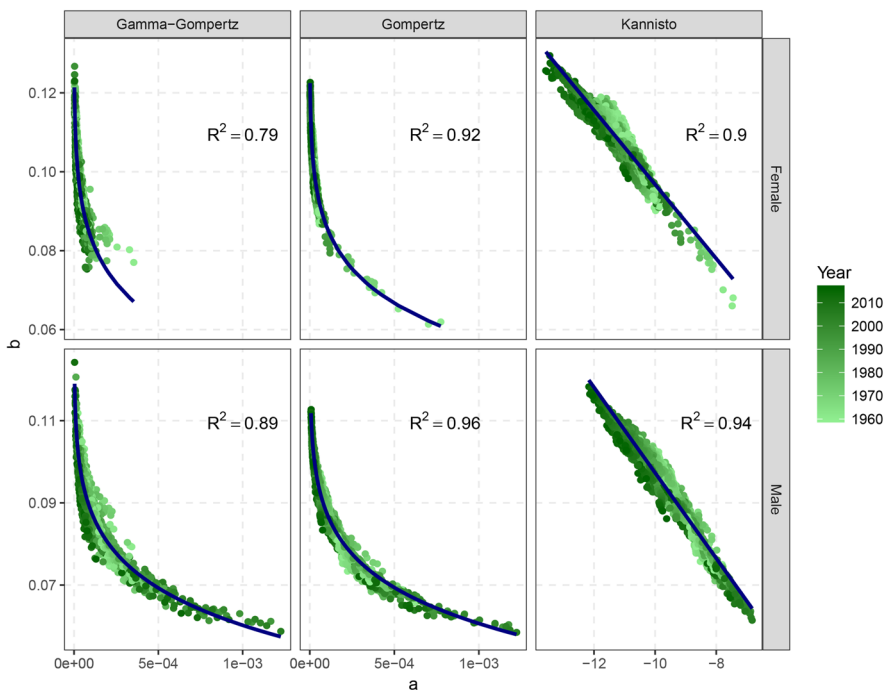 Gamma−Gompertz Gompertz Kannisto
0.12
0.10
0.08
0.06
R² = 0.79
R² = 0.92
R² = 0.9
Female
b
0.11
0.09
0.07
R² = 0.89
R² = 0.96
R² = 0.94
Male
0e+00 5e−04 1e−03 0e+00 5e−04 1e−03 −12 −10 −8
a
Year
2010
2000
1990
1980
1970
1960